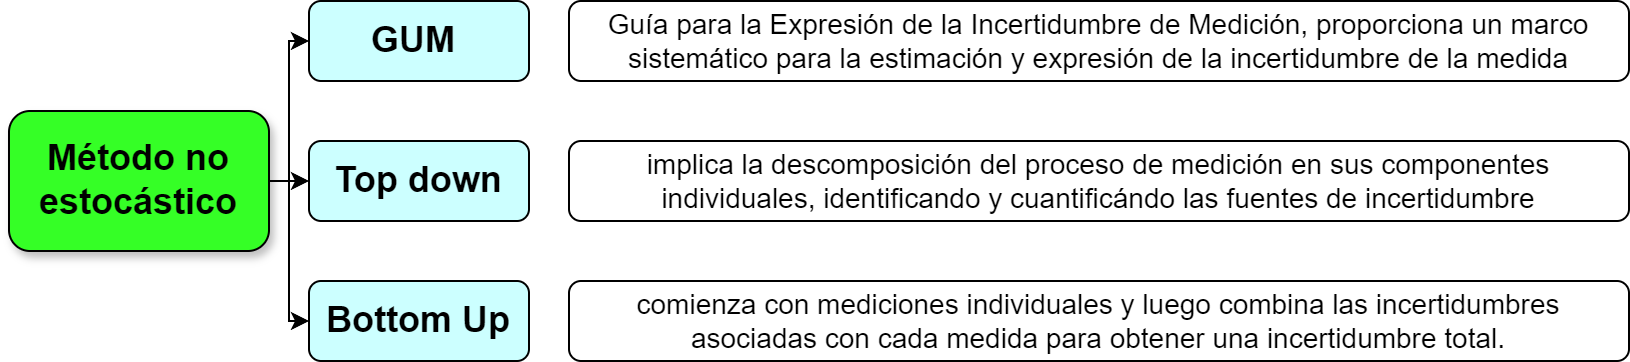 GUM
Guía para la Expresión de la Incertidumbre de Medición, proporciona un marco
sistemático para la estimación y expresión de la incertidumbre de la medida
Método no
estocástico
Top down
implica la descomposición del proceso de medición en sus componentes
individuales, identificando y cuantificándo las fuentes de incertidumbre
Bottom Up
comienza con mediciones individuales y luego combina las incertidumbres
asociadas con cada medida para obtener una incertidumbre total.